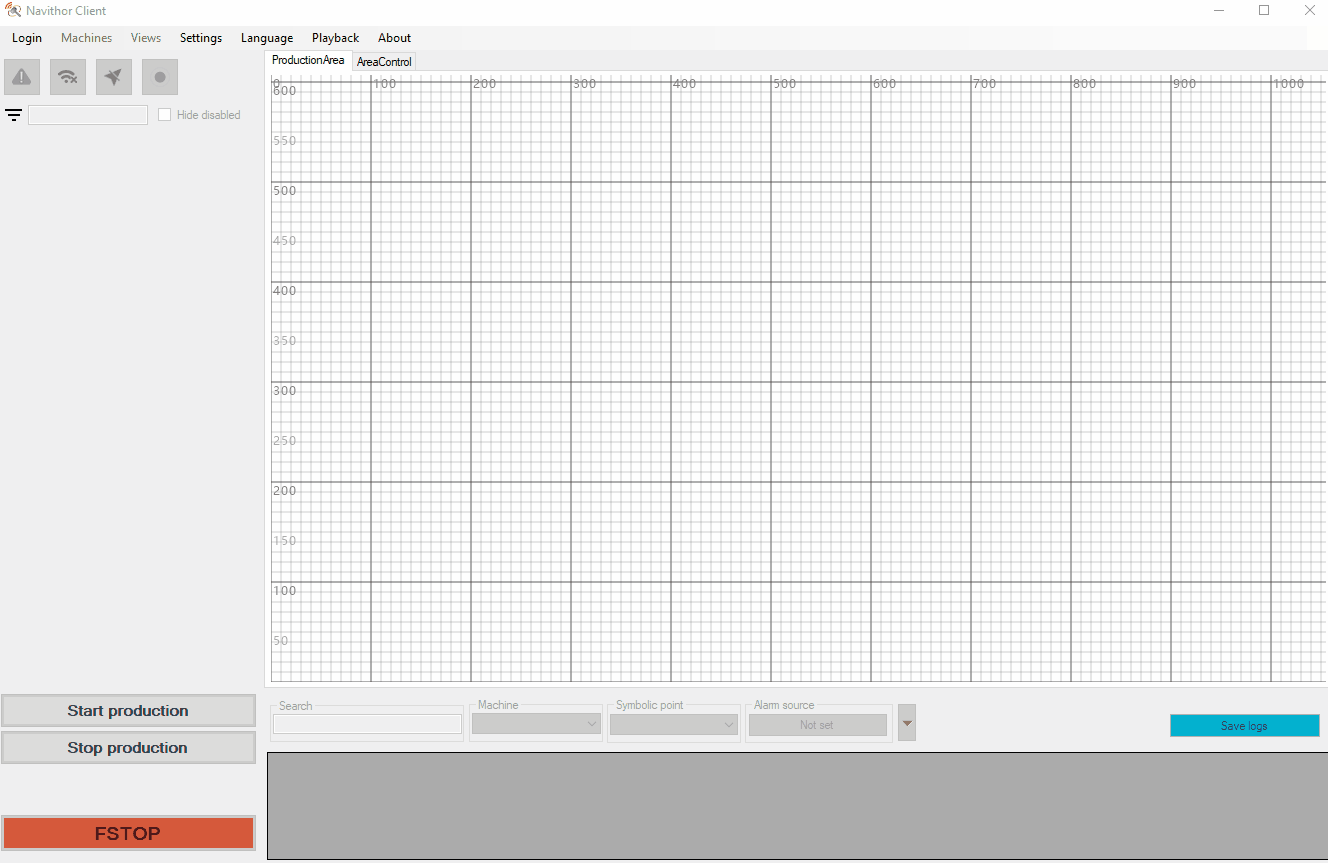 Navithor Client
Login Machines Views Settings Language Playback About
ProductionArea AreaControl
Hide disabled
0 100 200 300 400 500 600 700 800 900 1000
600
550
500
450
400
350
300
250
200
150
100
50
Start production
Stop production
FSTOP
Search Machine Symbolic point Alarm source
Not set
Save logs